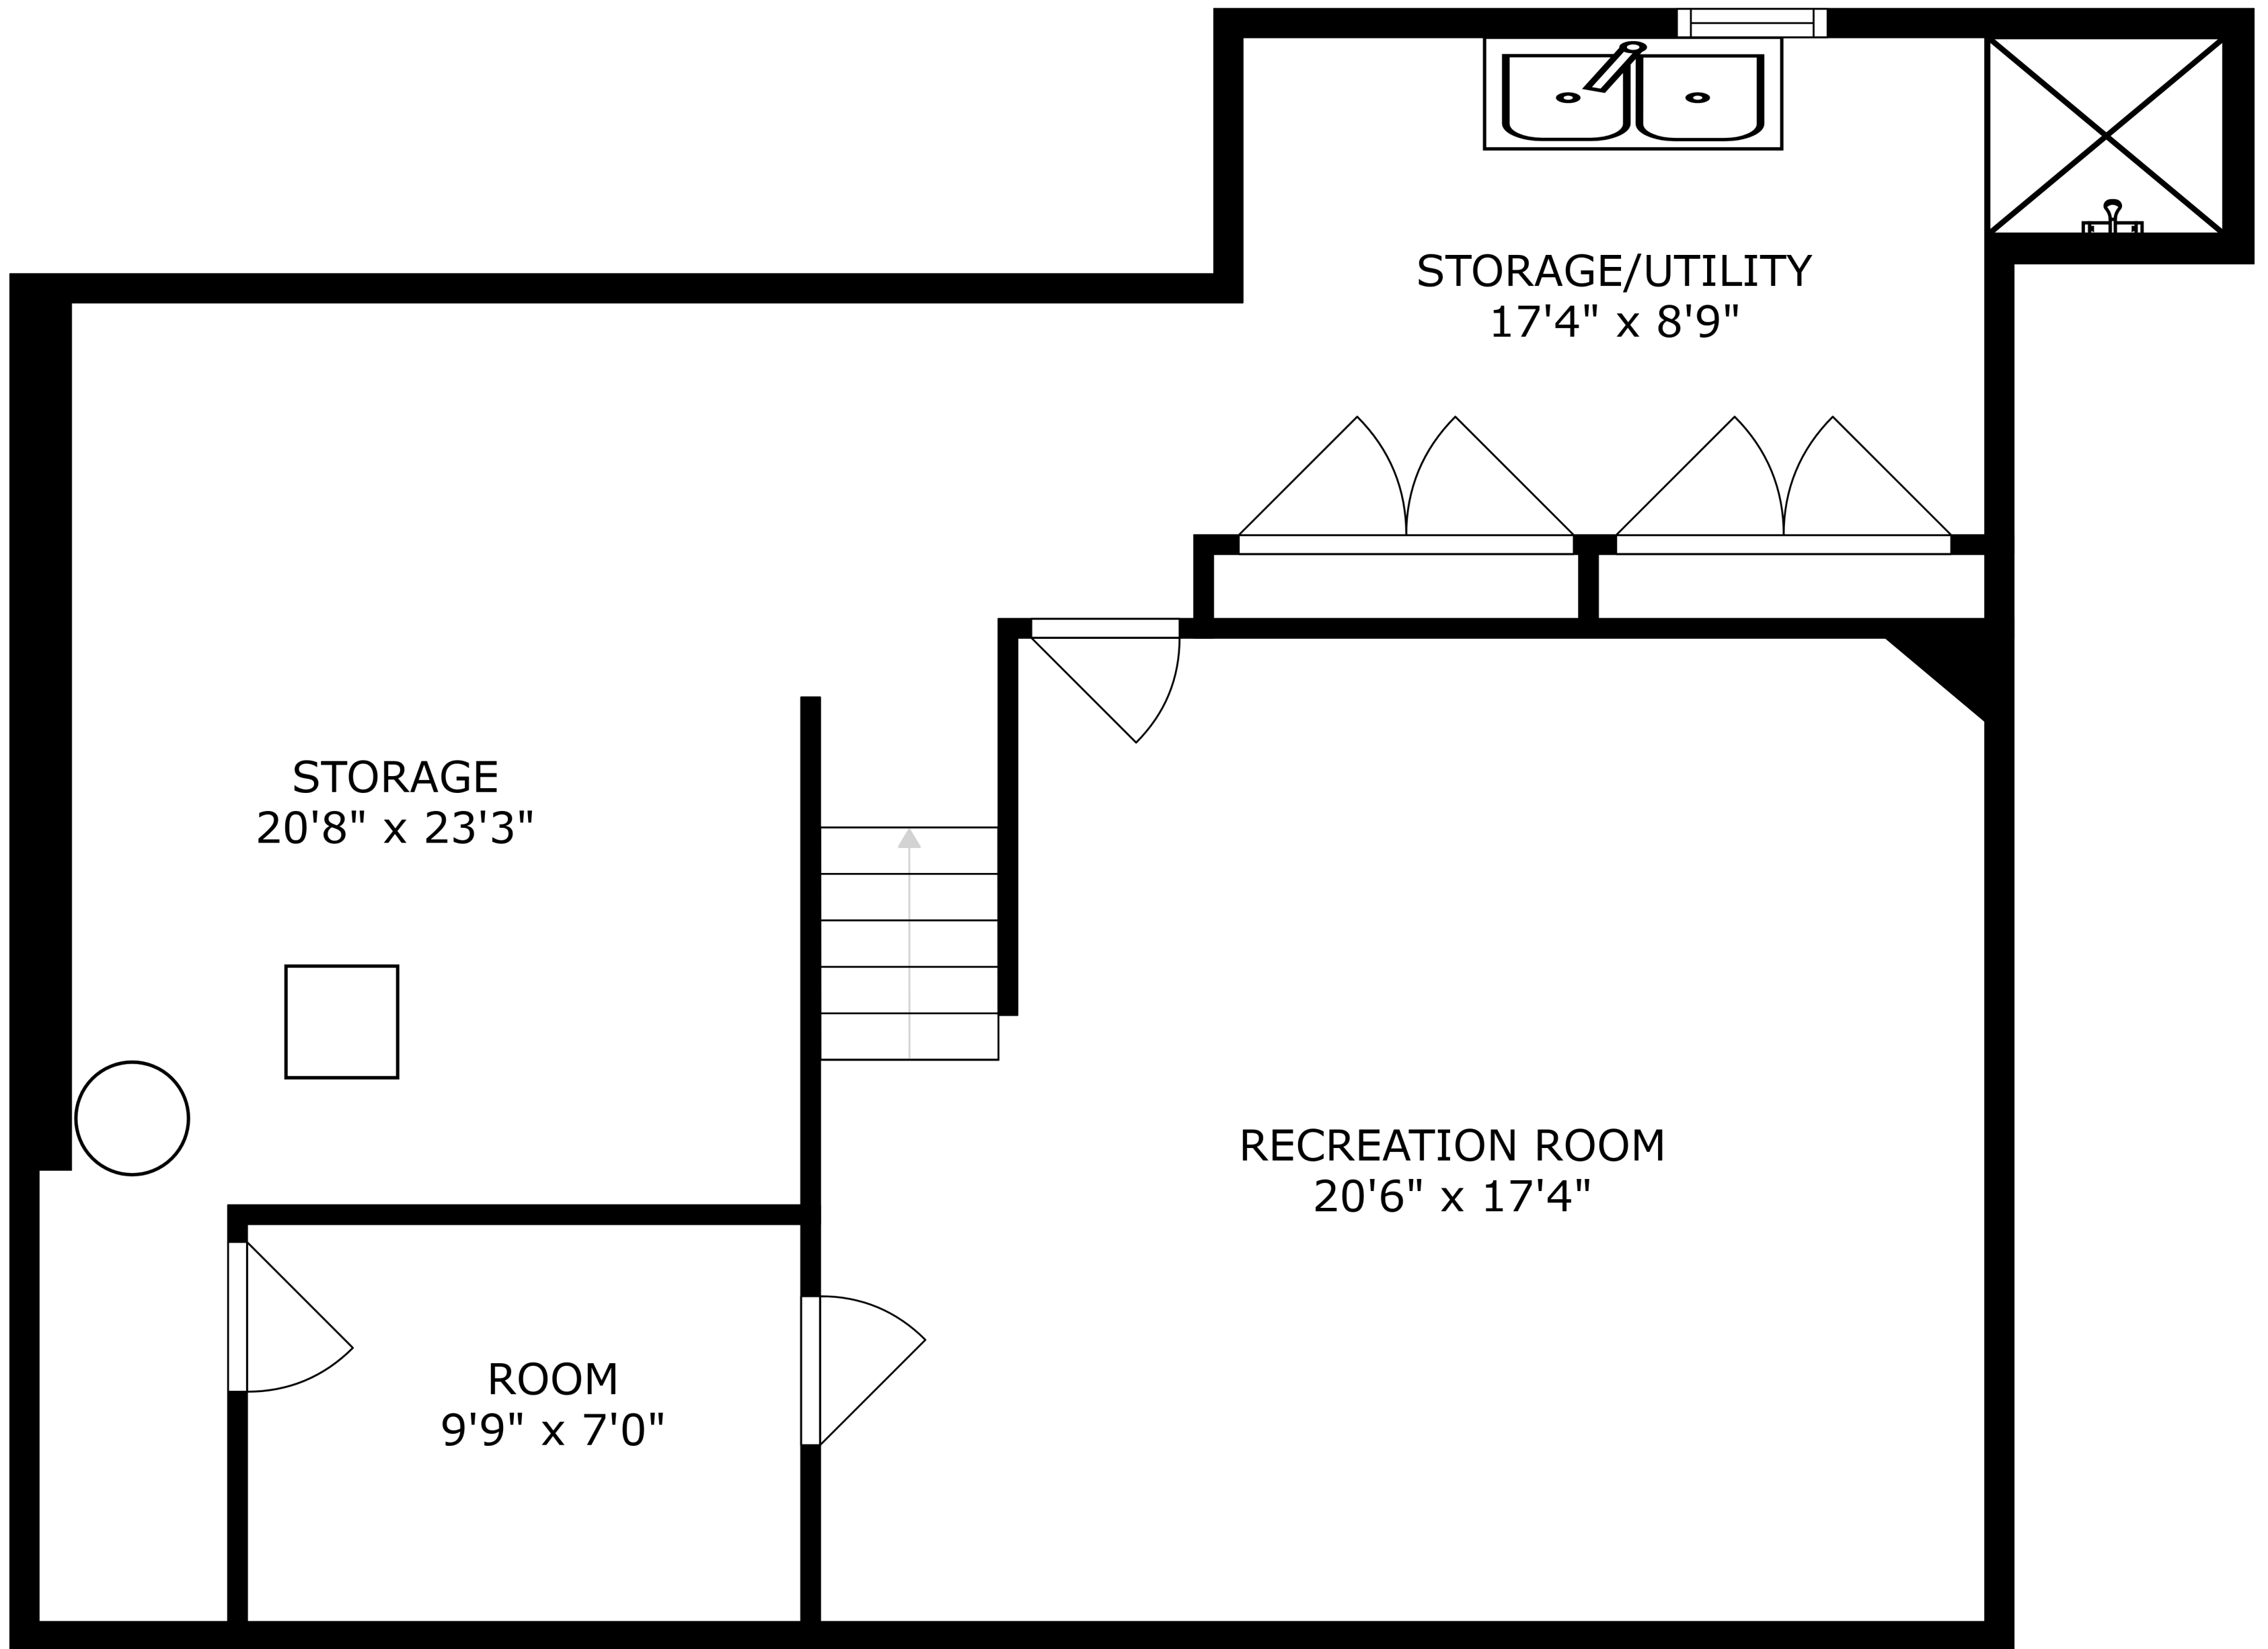 STORAGE/UTILITY
17'4" x 8'9"
STORAGE
20'8" x 23'3"
RECREATION ROOM
20'6" x 17'4"
ROOM
9'9" x 7'0"